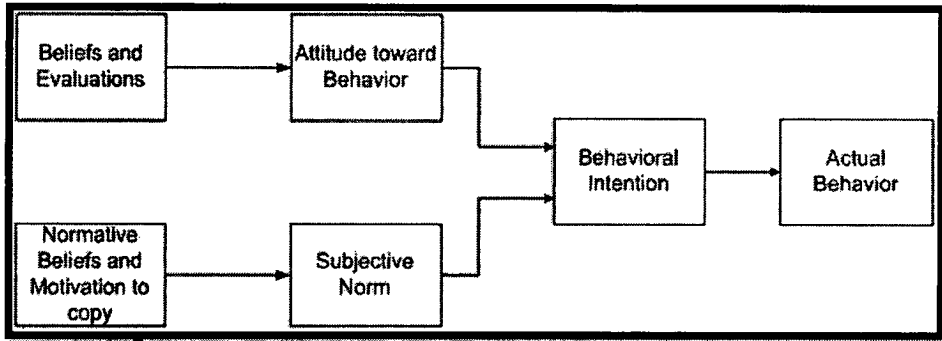 Beliefs and
Evaluations
Attitude toward
Behavior
Behavioral
Intention
Actual
Behavior
Normative
Beliefs and
Motivation to
copy
Subjective
Norm